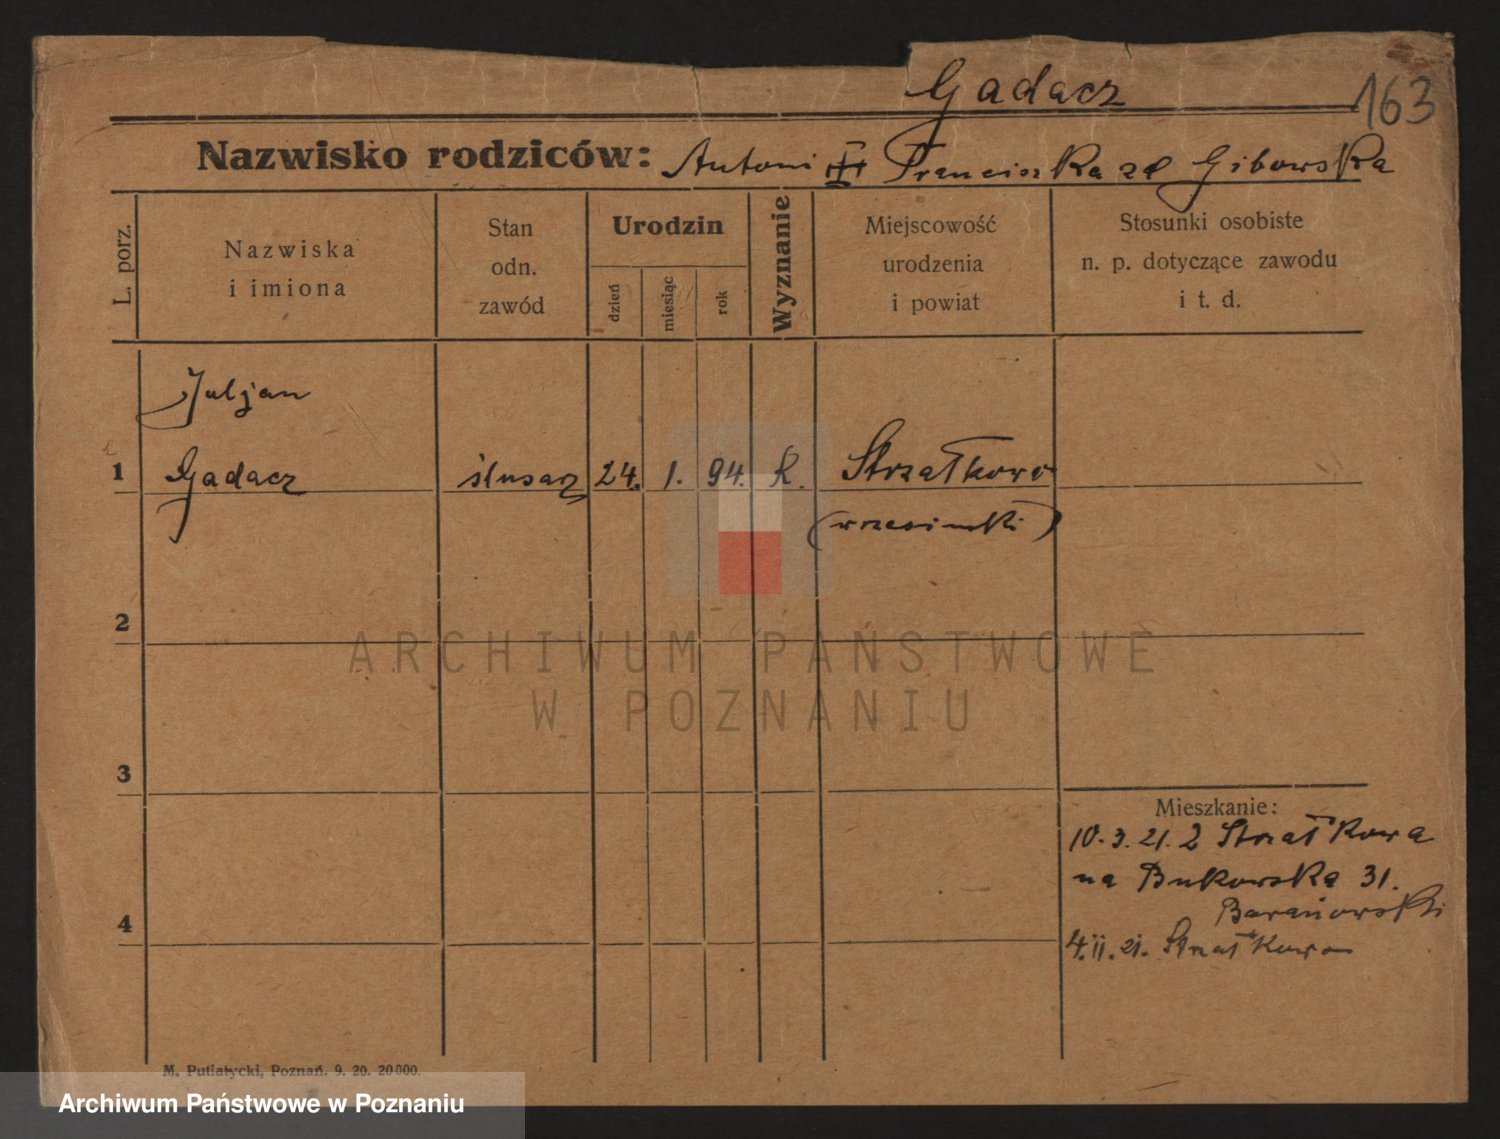 Gadacz
163
Nazwisko rodziców: Antoni Franciszka ze Gibowska
L. porz.
Nazwiska
i imiona
Stan
odn.
zawód
Urodzin
dzień
miesiąc
rok
Wyznanie
Miejscowość
urodzenia
i powiat
Stosunki osobiste
n. p. dotyczące zawodu
i t. d.
Juljan
1 Gadacz ślusarz 24. 1. 94. K. Strzałkowo
(wrzesiński)
2
ARCHIWUM PAŃSTWOWE
W POZNANIU
3
Mieszkanie:
10.3.21. z Strzałkowa
na Bukowska 31.
Baranowski
4
4.11.21. Strzałkowo
M. Putiatycki, Poznań. 9. 20. 20000.
Archiwum Państwowe w Poznaniu